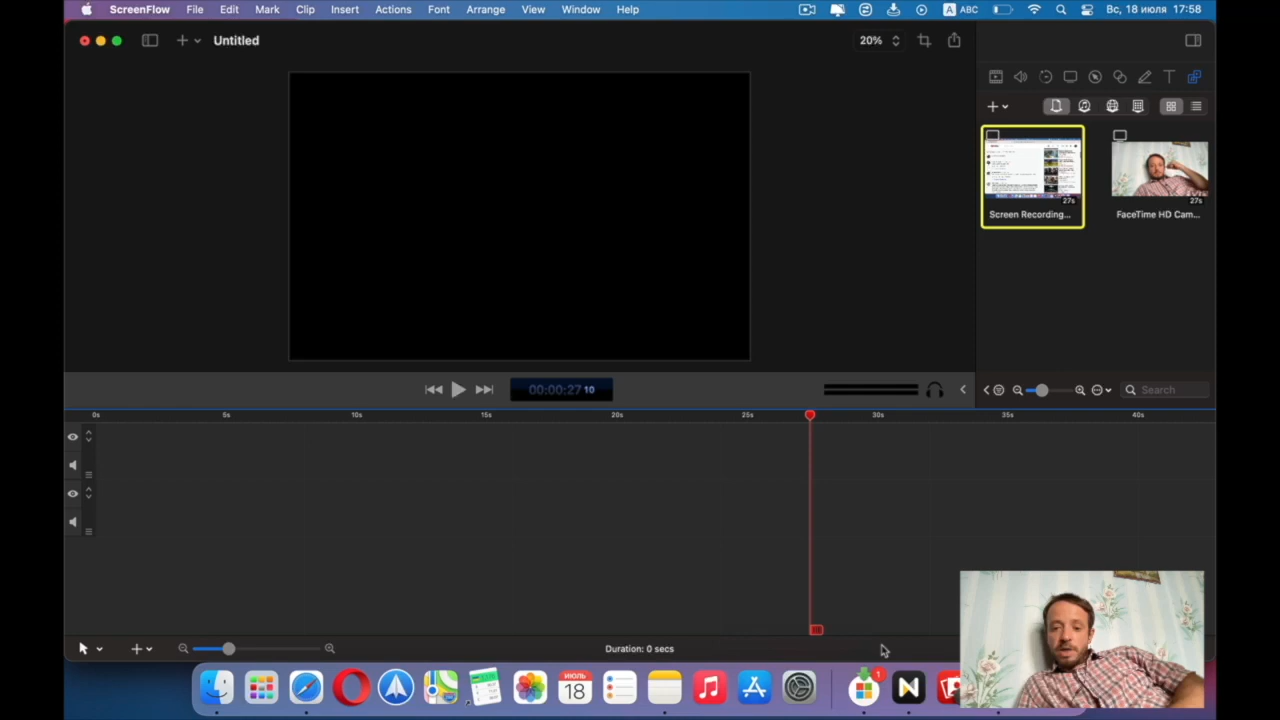 ScreenFlow File Edit Mark Clip Insert Actions Font Arrange View Window Help ABC Вс, 18 июля 17:58
Untitled 20%
27s 27s
Screen Recording... FaceTime HD Cam...
00:00:27 10 Search
0s 5s 10s 15s 20s 25s 30s 35s 40s
Duration: 0 secs
ИЮЛЬ
18
1